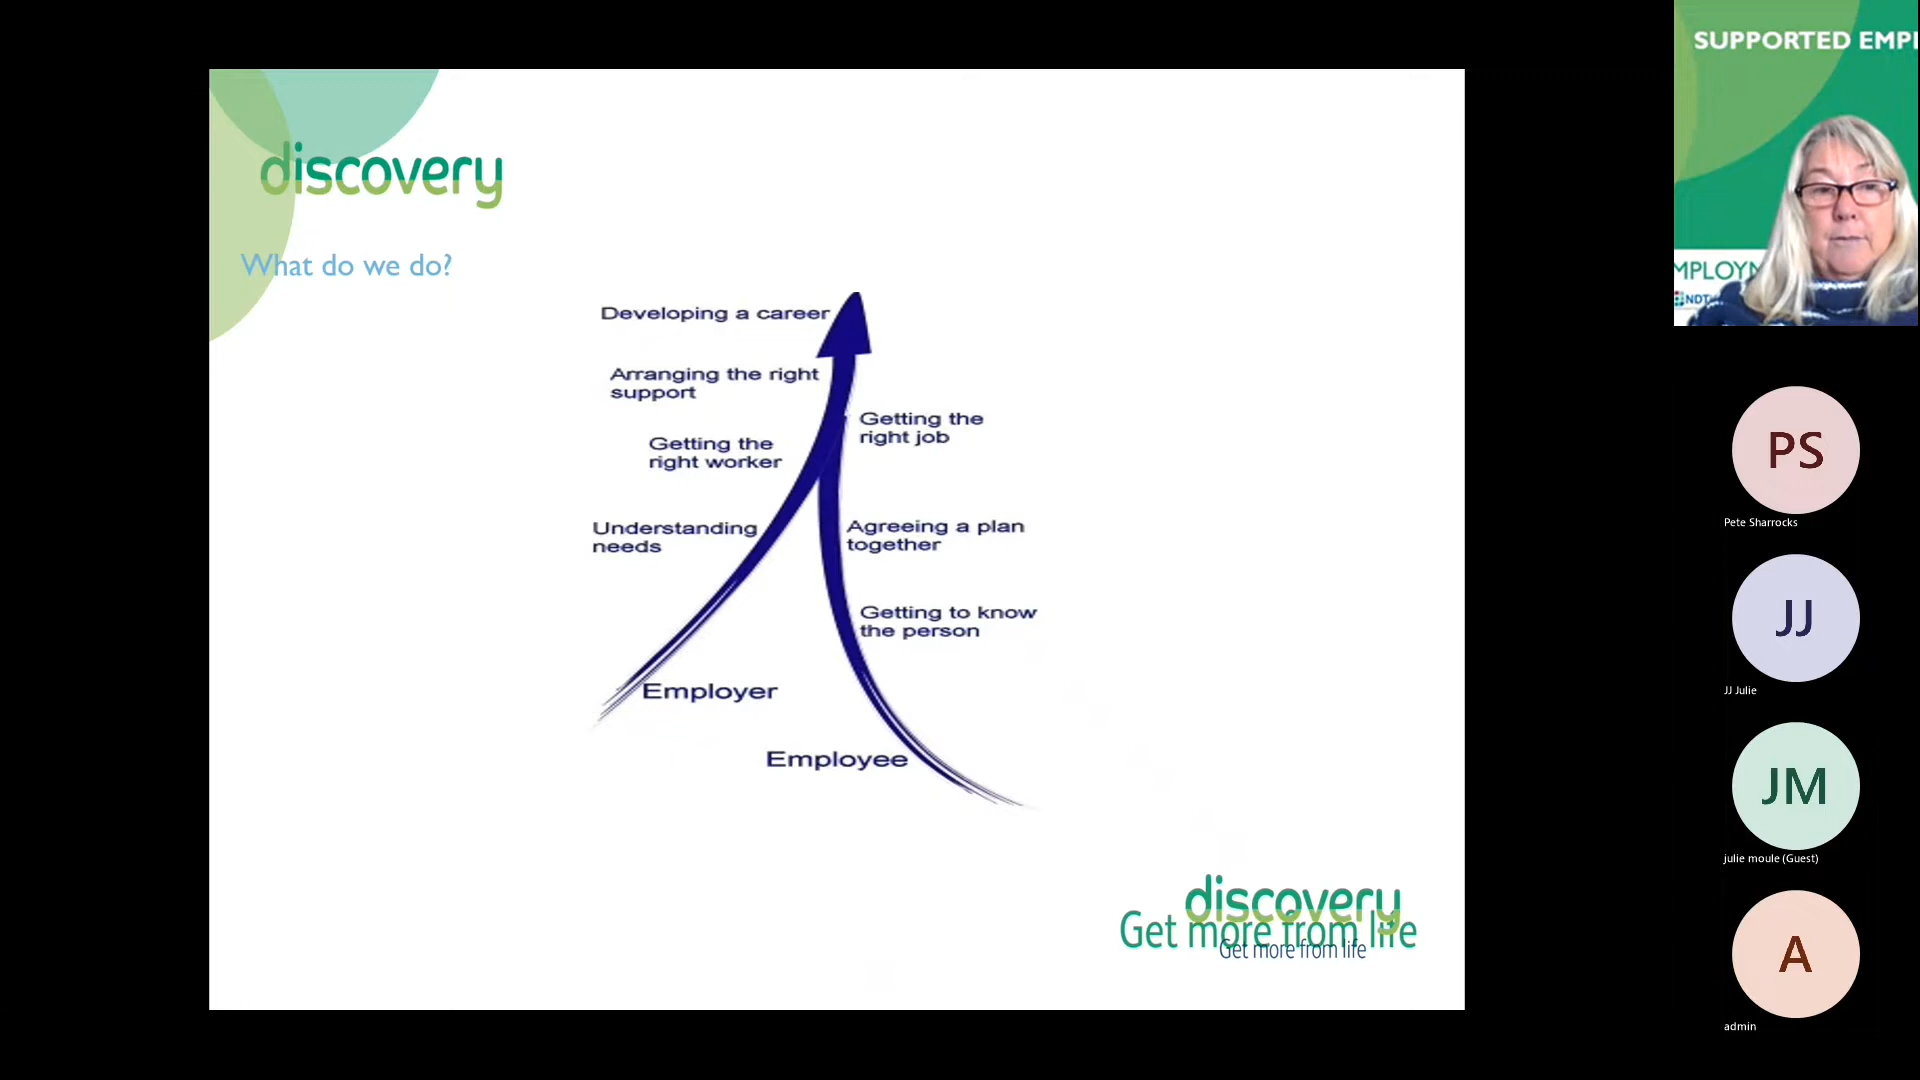 discovery
What do we do?
Developing a career
Arranging the right
support
Getting the
right job
Getting the
right worker
Understanding
needs
Agreeing a plan
together
Getting to know
the person
Employer
Employee
discovery
Get more from life
Get more from life
SUPPORTED EMPL
MPLOYN
NDT
PS
Pete Sharrocks
JJ
JJ Julie
JM
julie moule (Guest)
A
admin